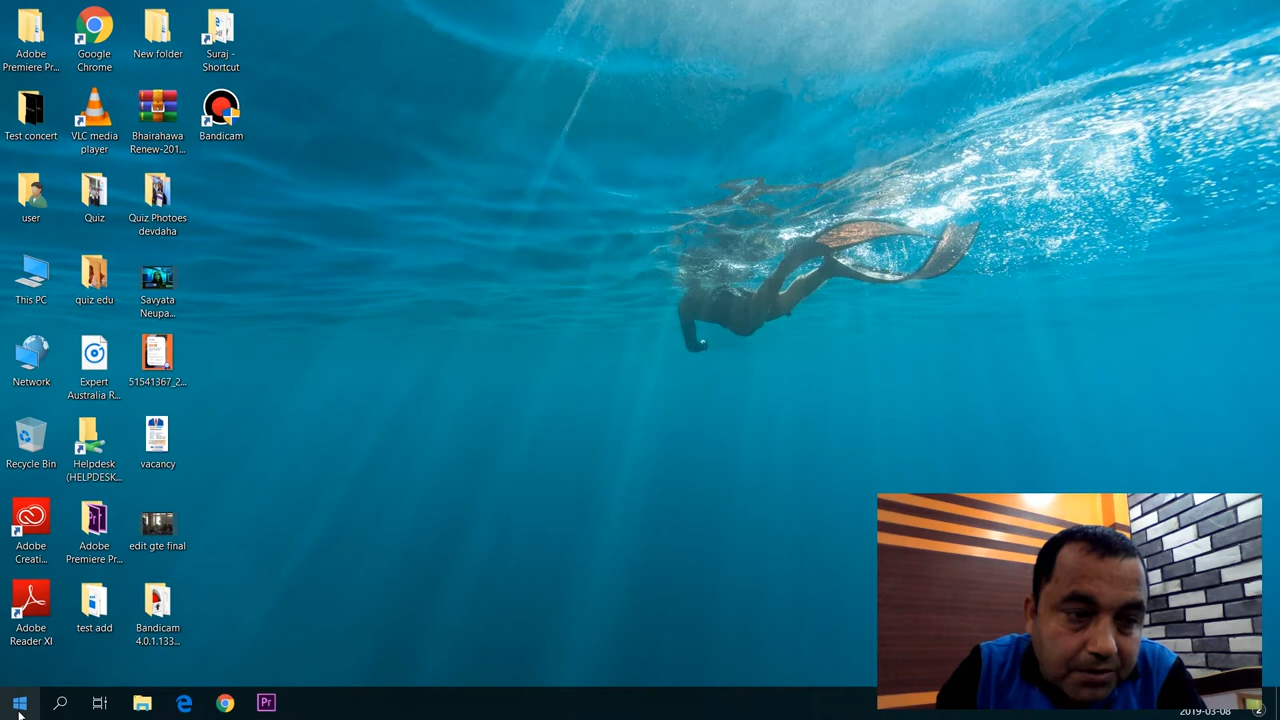 Adobe
Premiere Pr...
Google
Chrome
New folder
Suraj -
Shortcut
Test concert
VLC media
player
Bhairahawa
Renew-201...
Bandicam
user
Quiz
Quiz Photoes
devdaha
This PC
quiz edu
Savyata
Neupa...
Network
Expert
Australia R...
51541367_2...
Recycle Bin
Helpdesk
(HELPDESK...
vacancy
Adobe
Creati...
Adobe
Premiere Pr...
edit gte final
Adobe
Reader XI
test add
Bandicam
4.0.1.133...
Pr
2019-03-08
2